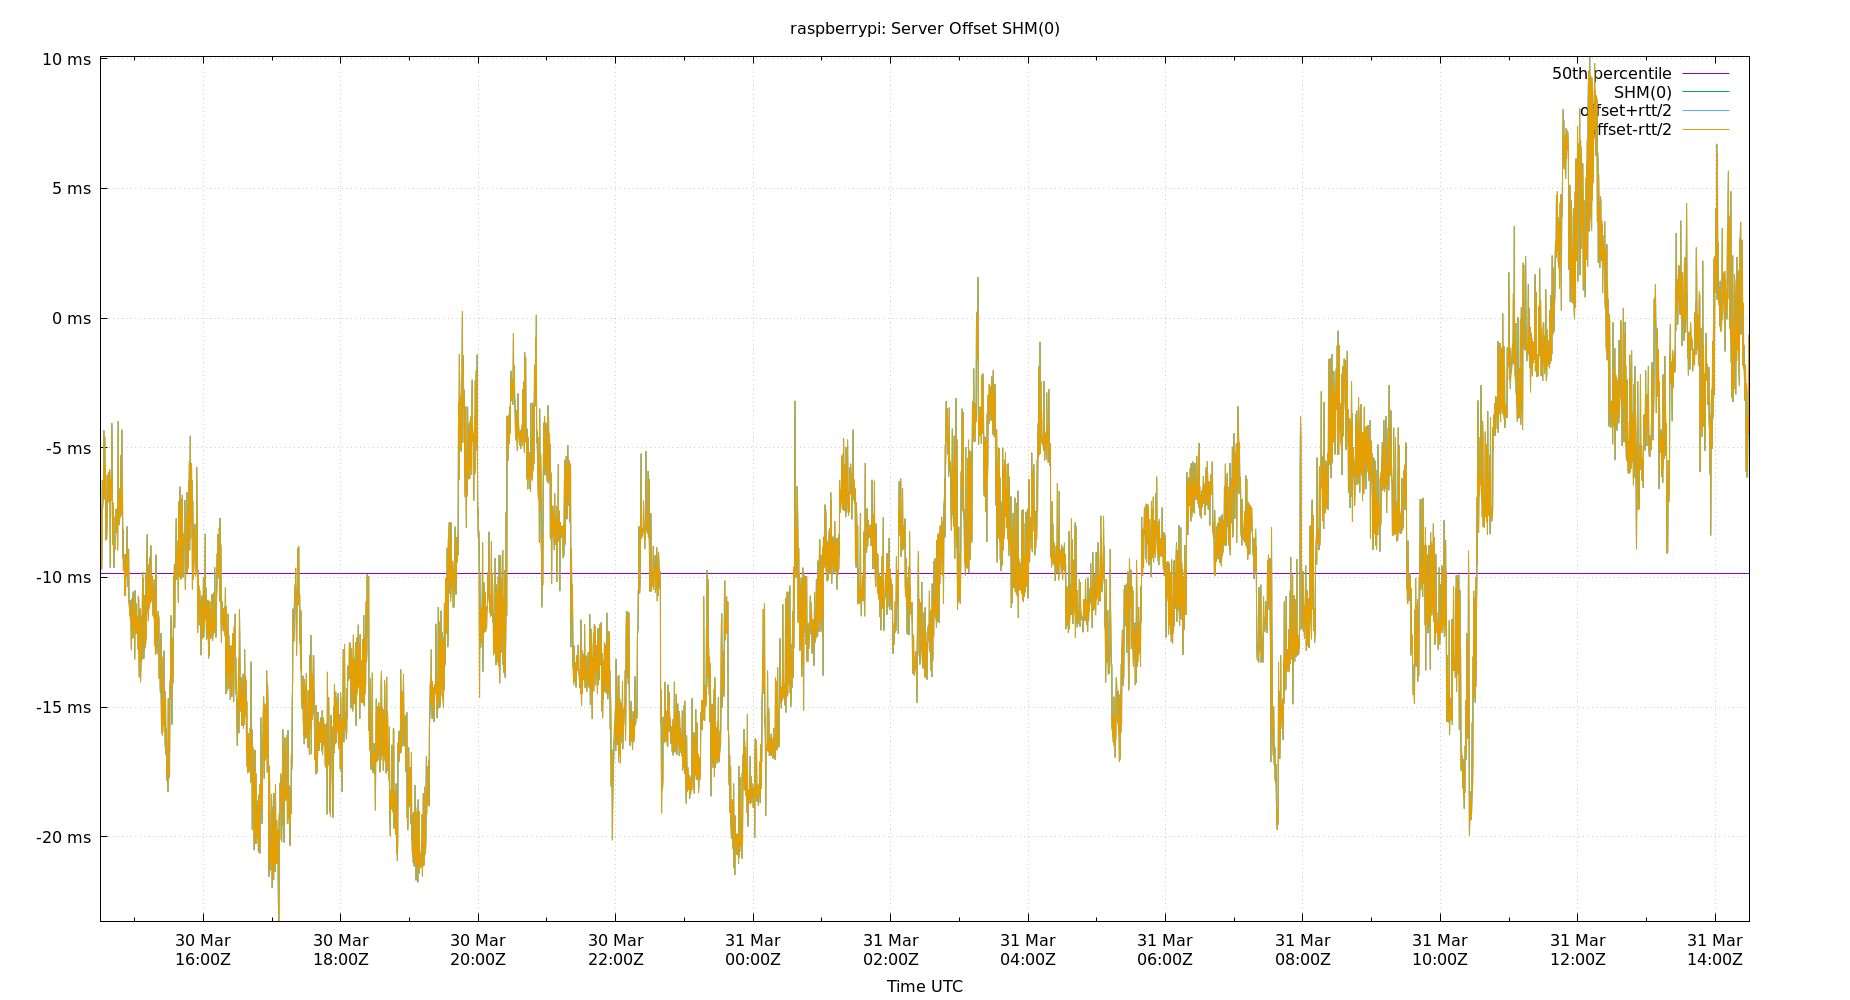 raspberrypi: Server Offset SHM(0)
10 ms
5 ms
0 ms
-5 ms
-10 ms
-15 ms
-20 ms
50th percentile
SHM(0)
offset+rtt/2
offset-rtt/2
30 Mar
16:00Z
30 Mar
18:00Z
30 Mar
20:00Z
30 Mar
22:00Z
31 Mar
00:00Z
31 Mar
02:00Z
31 Mar
04:00Z
31 Mar
06:00Z
31 Mar
08:00Z
31 Mar
10:00Z
31 Mar
12:00Z
31 Mar
14:00Z
Time UTC